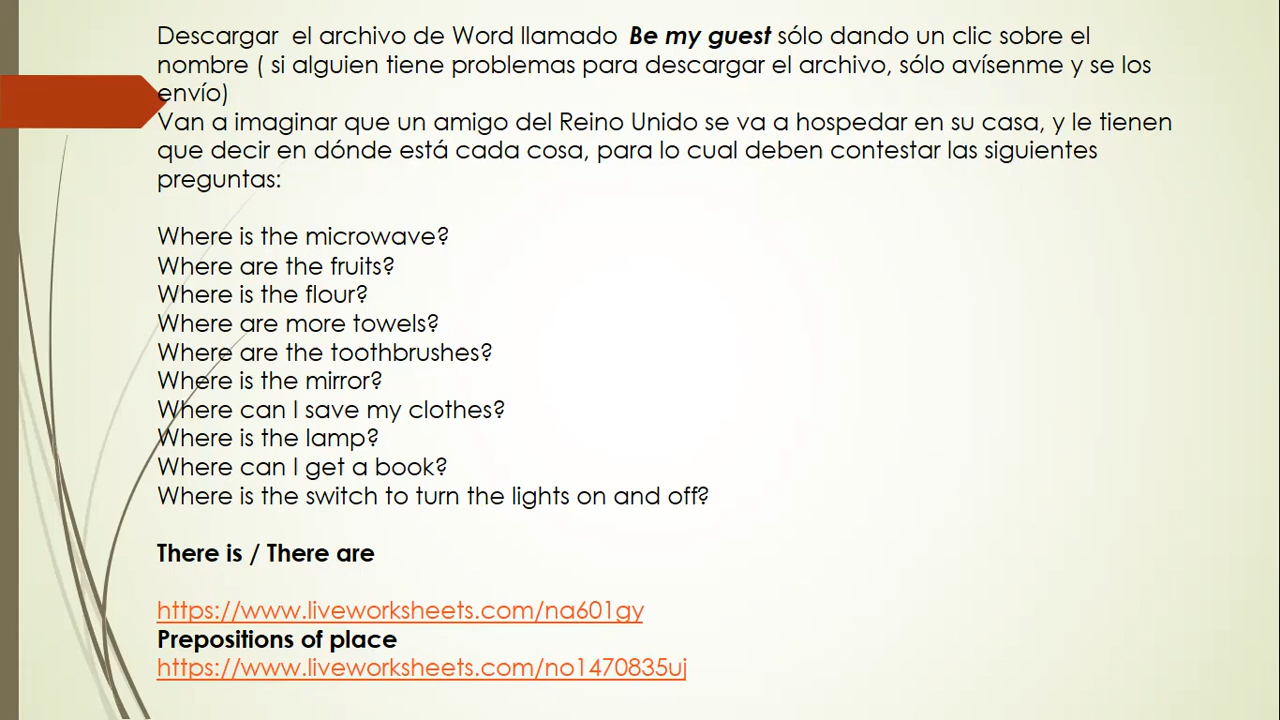 Descargar el archivo de Word llamado Be my guest sólo dando un clic sobre el
nombre ( si alguien tiene problemas para descargar el archivo, sólo avísenme y se los
envío)
Van a imaginar que un amigo del Reino Unido se va a hospedar en su casa, y le tienen
que decir en dónde está cada cosa, para lo cual deben contestar las siguientes
preguntas:
Where is the microwave?
Where are the fruits?
Where is the flour?
Where are more towels?
Where are the toothbrushes?
Where is the mirror?
Where can I save my clothes?
Where is the lamp?
Where can I get a book?
Where is the switch to turn the lights on and off?
There is / There are
https://www.liveworksheets.com/na601gy
Prepositions of place
https://www.liveworksheets.com/no1470835uj